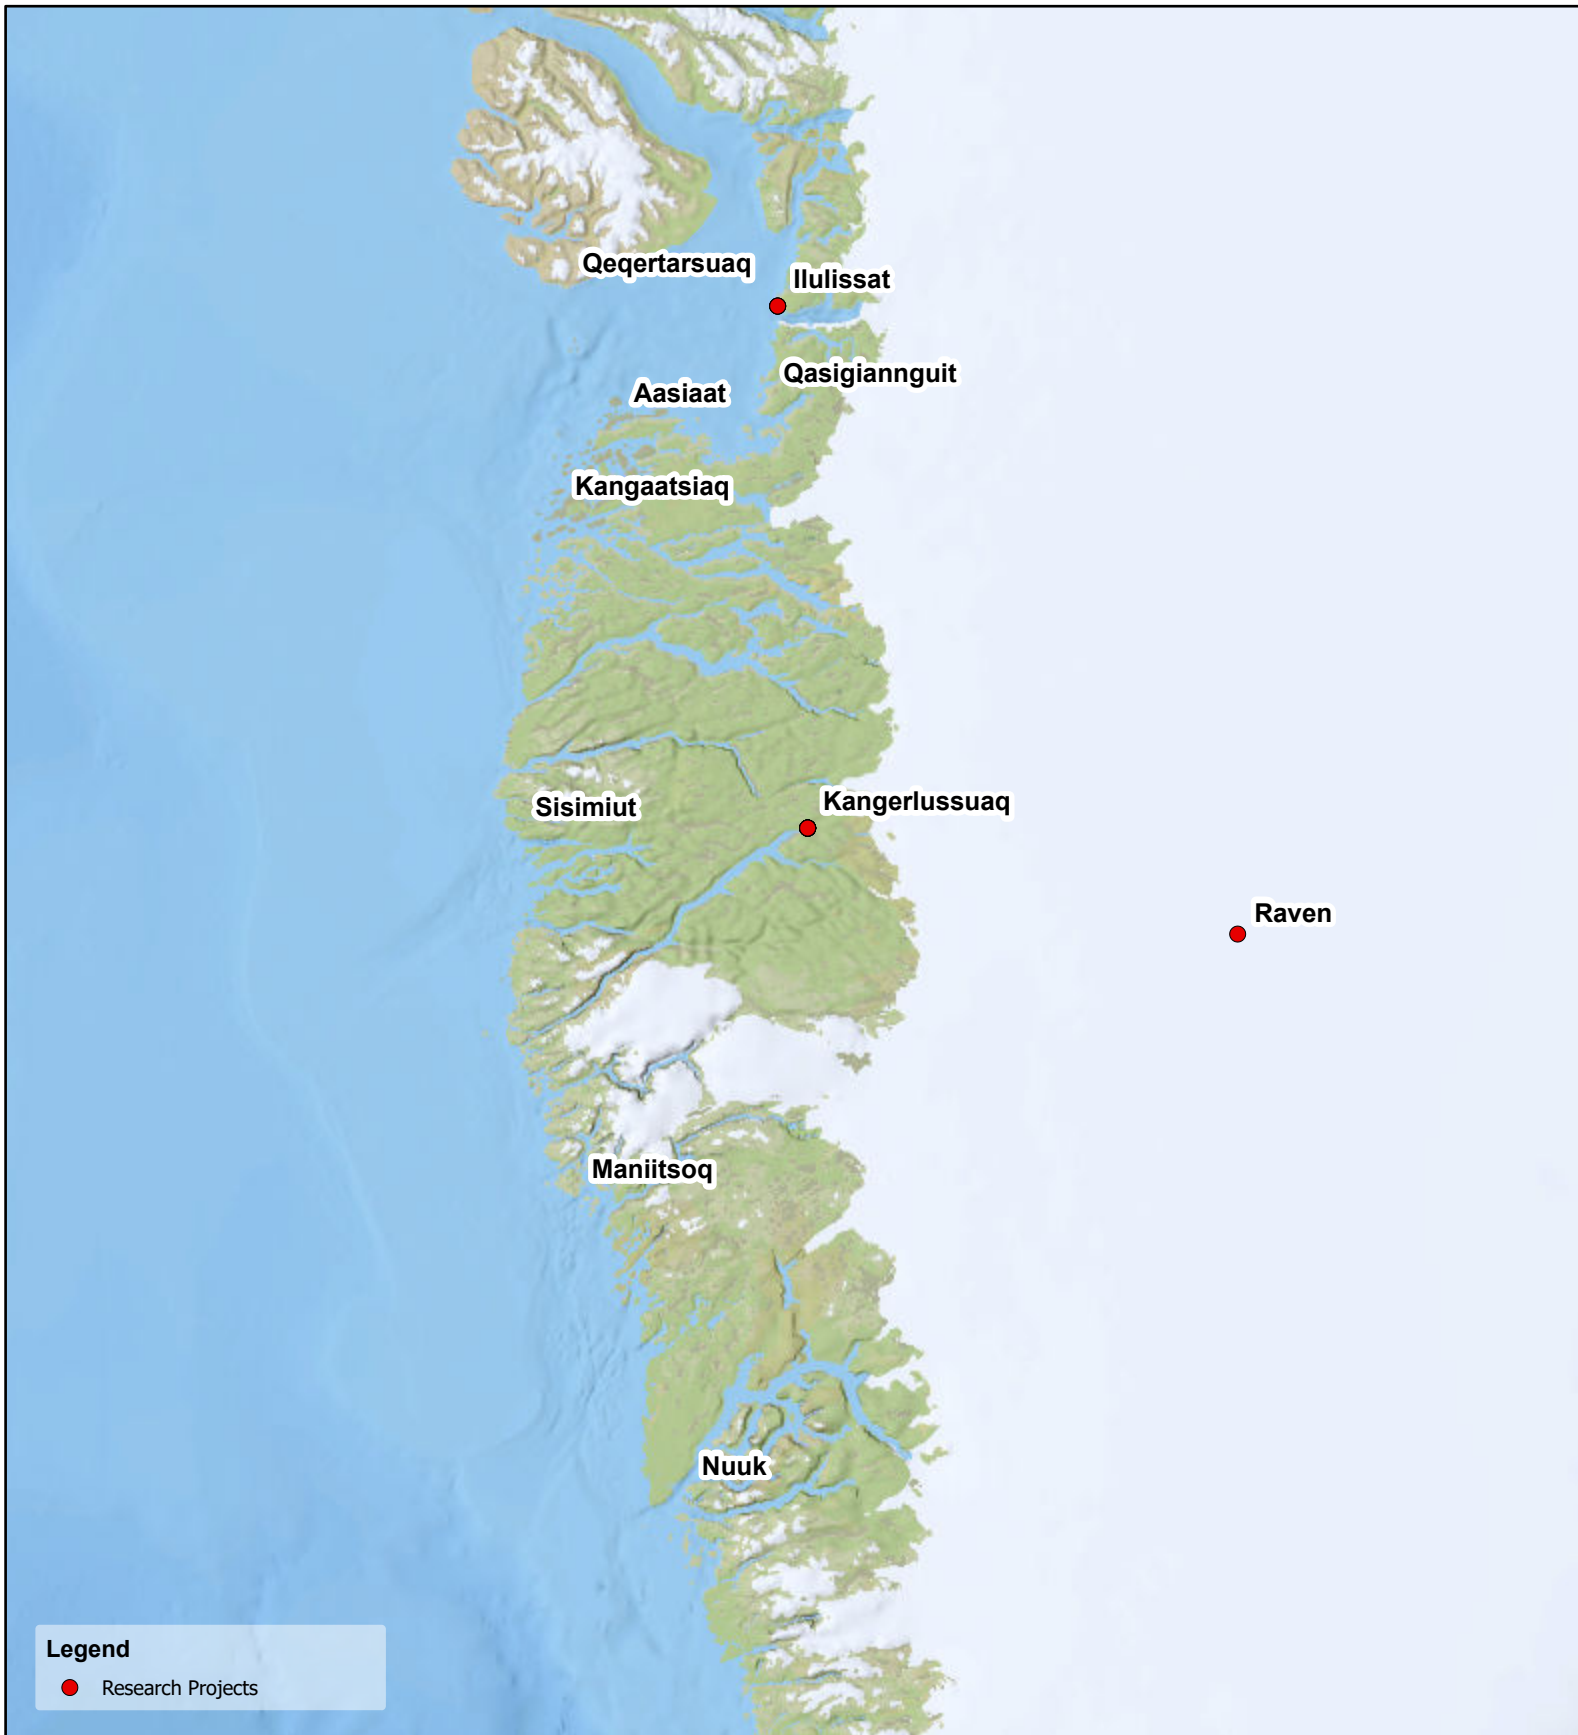 Qeqertarsuaq
Ilulissat
Qasigiannguit
Aasiaat
Kangaatsiaq
Sisimiut
Kangerlussuaq
Raven
Maniitsoq
Nuuk
Legend
Research Projects